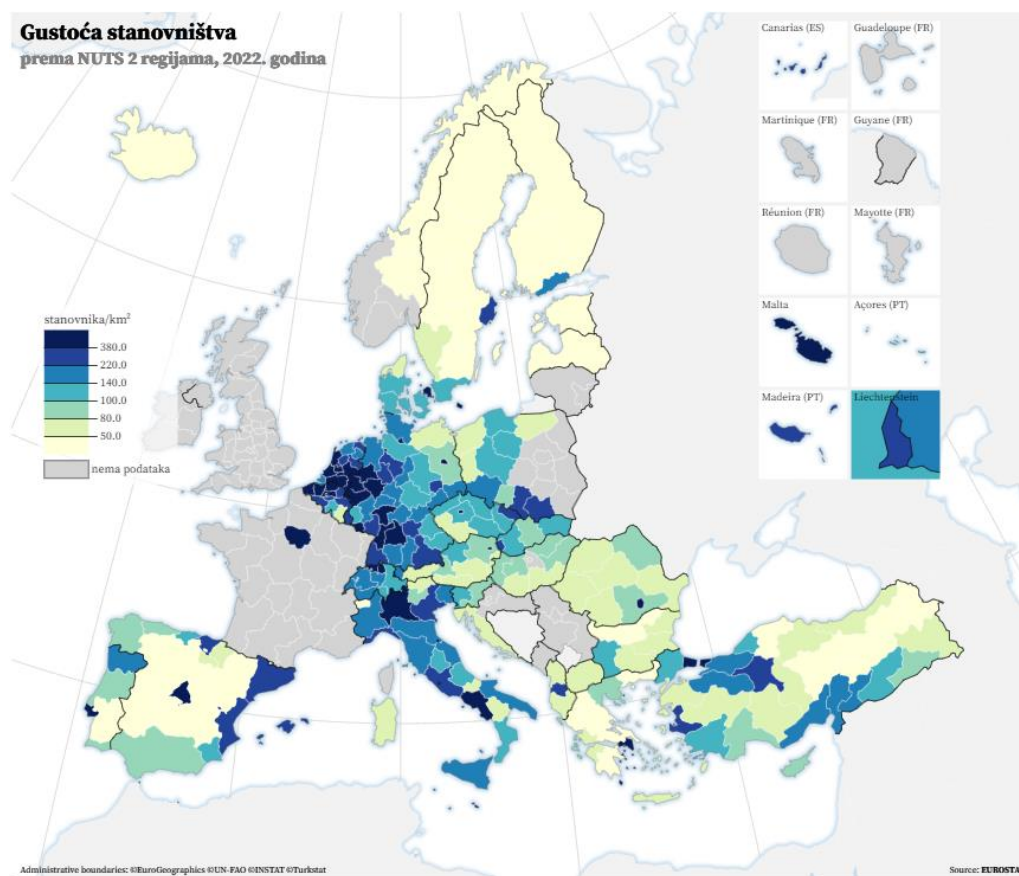 Gustoća stanovništva
prema NUTS 2 regijama, 2022. godina
Canarias (ES)
Guadeloupe (FR)
Martinique (FR)
Guyane (FR)
Réunion (FR)
Mayotte (FR)
Malta
Açores (PT)
Madeira (PT)
Liechtenstein
stanovnika/km²
380.0
220.0
140.0
100.0
80.0
50.0
nema podataka
Administrative boundaries: ©EuroGeographics ©UN-FAO ©INSTAT ©Turkstat
Source: EUROSTA